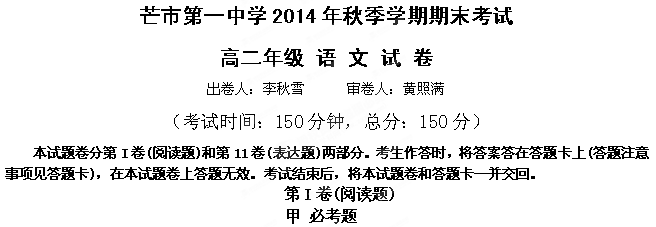 芒市第一中学2014年秋季学期期末考试
高二年级 语 文 试 卷
出卷人：李秋雪 审卷人：黄照满
（考试时间：150分钟，总分：150分）
本试题卷分第I卷(阅读题)和第11卷(表达题)两部分。考生作答时，将答案答在答题卡上(答题注意
事项见答题卡)，在本试题卷上答题无效。考试结束后，将本试题卷和答题卡一并交回。
第I卷(阅读题)
甲 必考题